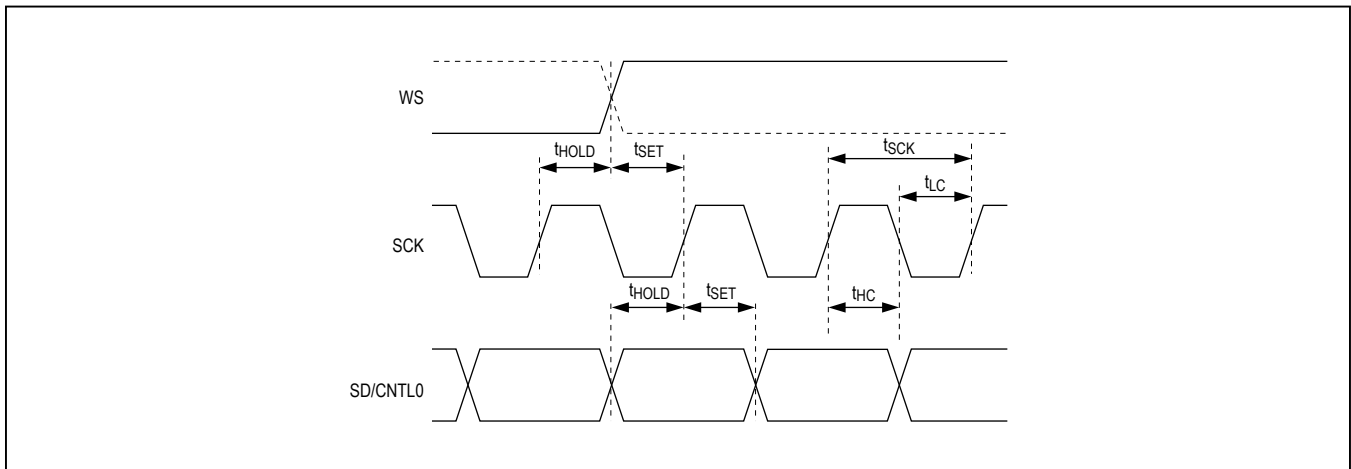 WS
tHOLD tSET tSCK
tLC
SCK
tHOLD tSET tHC
SD/CNTL0